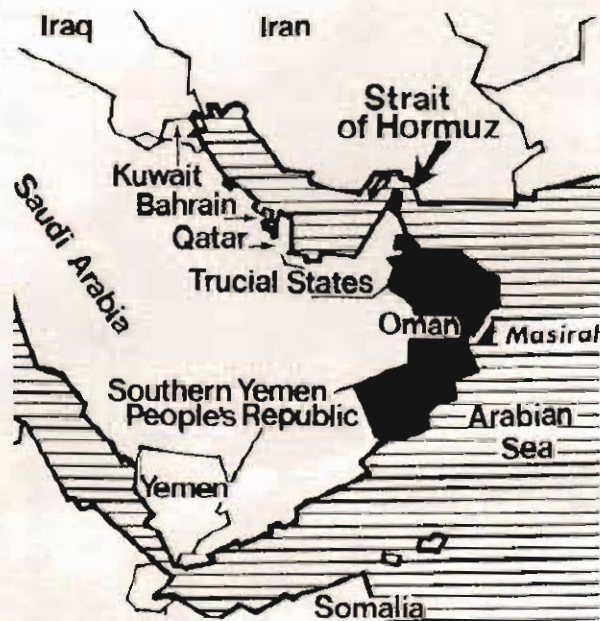 Iraq
Iran
Strait
of Hormuz
Kuwait
Bahrain
Qatar
Saudi Arabia
Trucial States
Oman
Masirah
Southern Yemen
People's Republic
Arabian
Sea
Yemen
Somalia